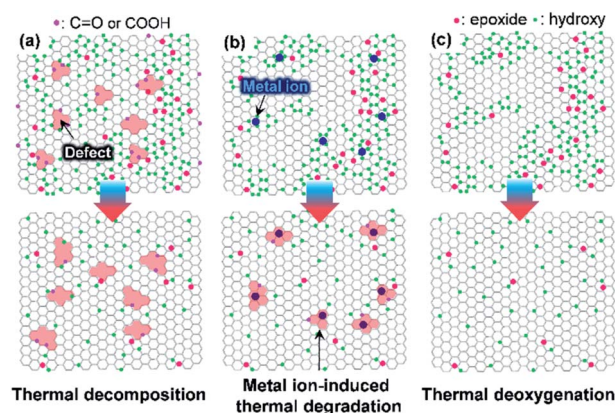 : C=O or COOH
: epoxide : hydroxy
(a)
(b)
(c)
Metal ion
Defect
Thermal decomposition
Metal ion-induced
thermal degradation
Thermal deoxygenation